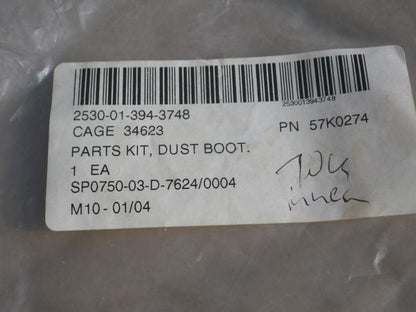 2530013943748
2530-01-394-3748
CAGE 34623
PN 57K0274
PARTS KIT, DUST BOOT.
1 EA
SP0750-03-D-7624/0004
M10-01/04
inner